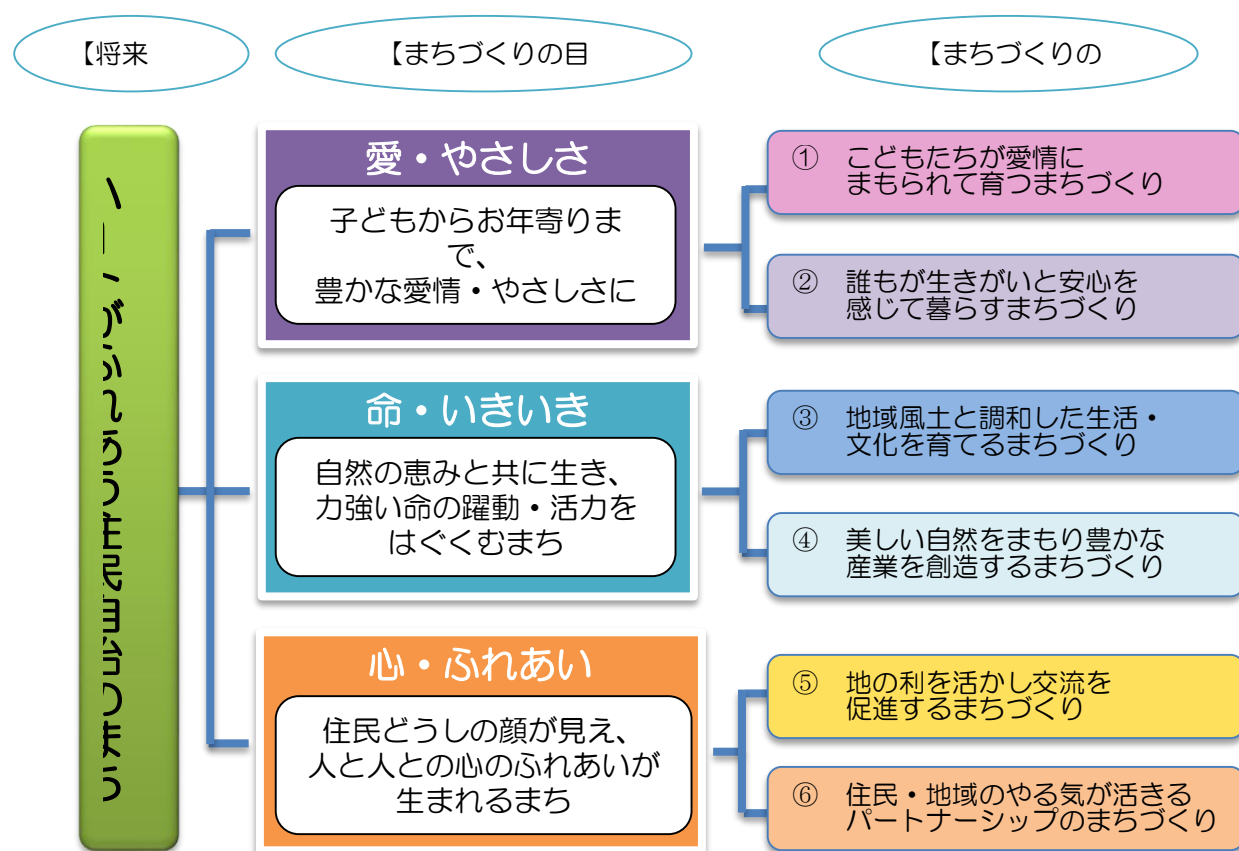 【将来
【まちづくりの目
【まちづくりの
愛・やさしさ
子どもからお年寄りま
で、
豊かな愛情・やさしさに
① こどもたちが愛情に
まもられて育つまちづくり
② 誰もが生きがいと安心を
感じて暮らすまちづくり
命・いきいき
自然の恵みと共に生き、
力強い命の躍動・活力を
はぐくむまち
③ 地域風土と調和した生活・
文化を育てるまちづくり
④ 美しい自然をまもり豊かな
産業を創造するまちづくり
心・ふれあい
住民どうしの顔が見え、
人と人との心のふれあいが
生まれるまち
⑤ 地の利を活かし交流を
促進するまちづくり
⑥ 住民・地域のやる気が活きる
パートナーシップのまちづくり